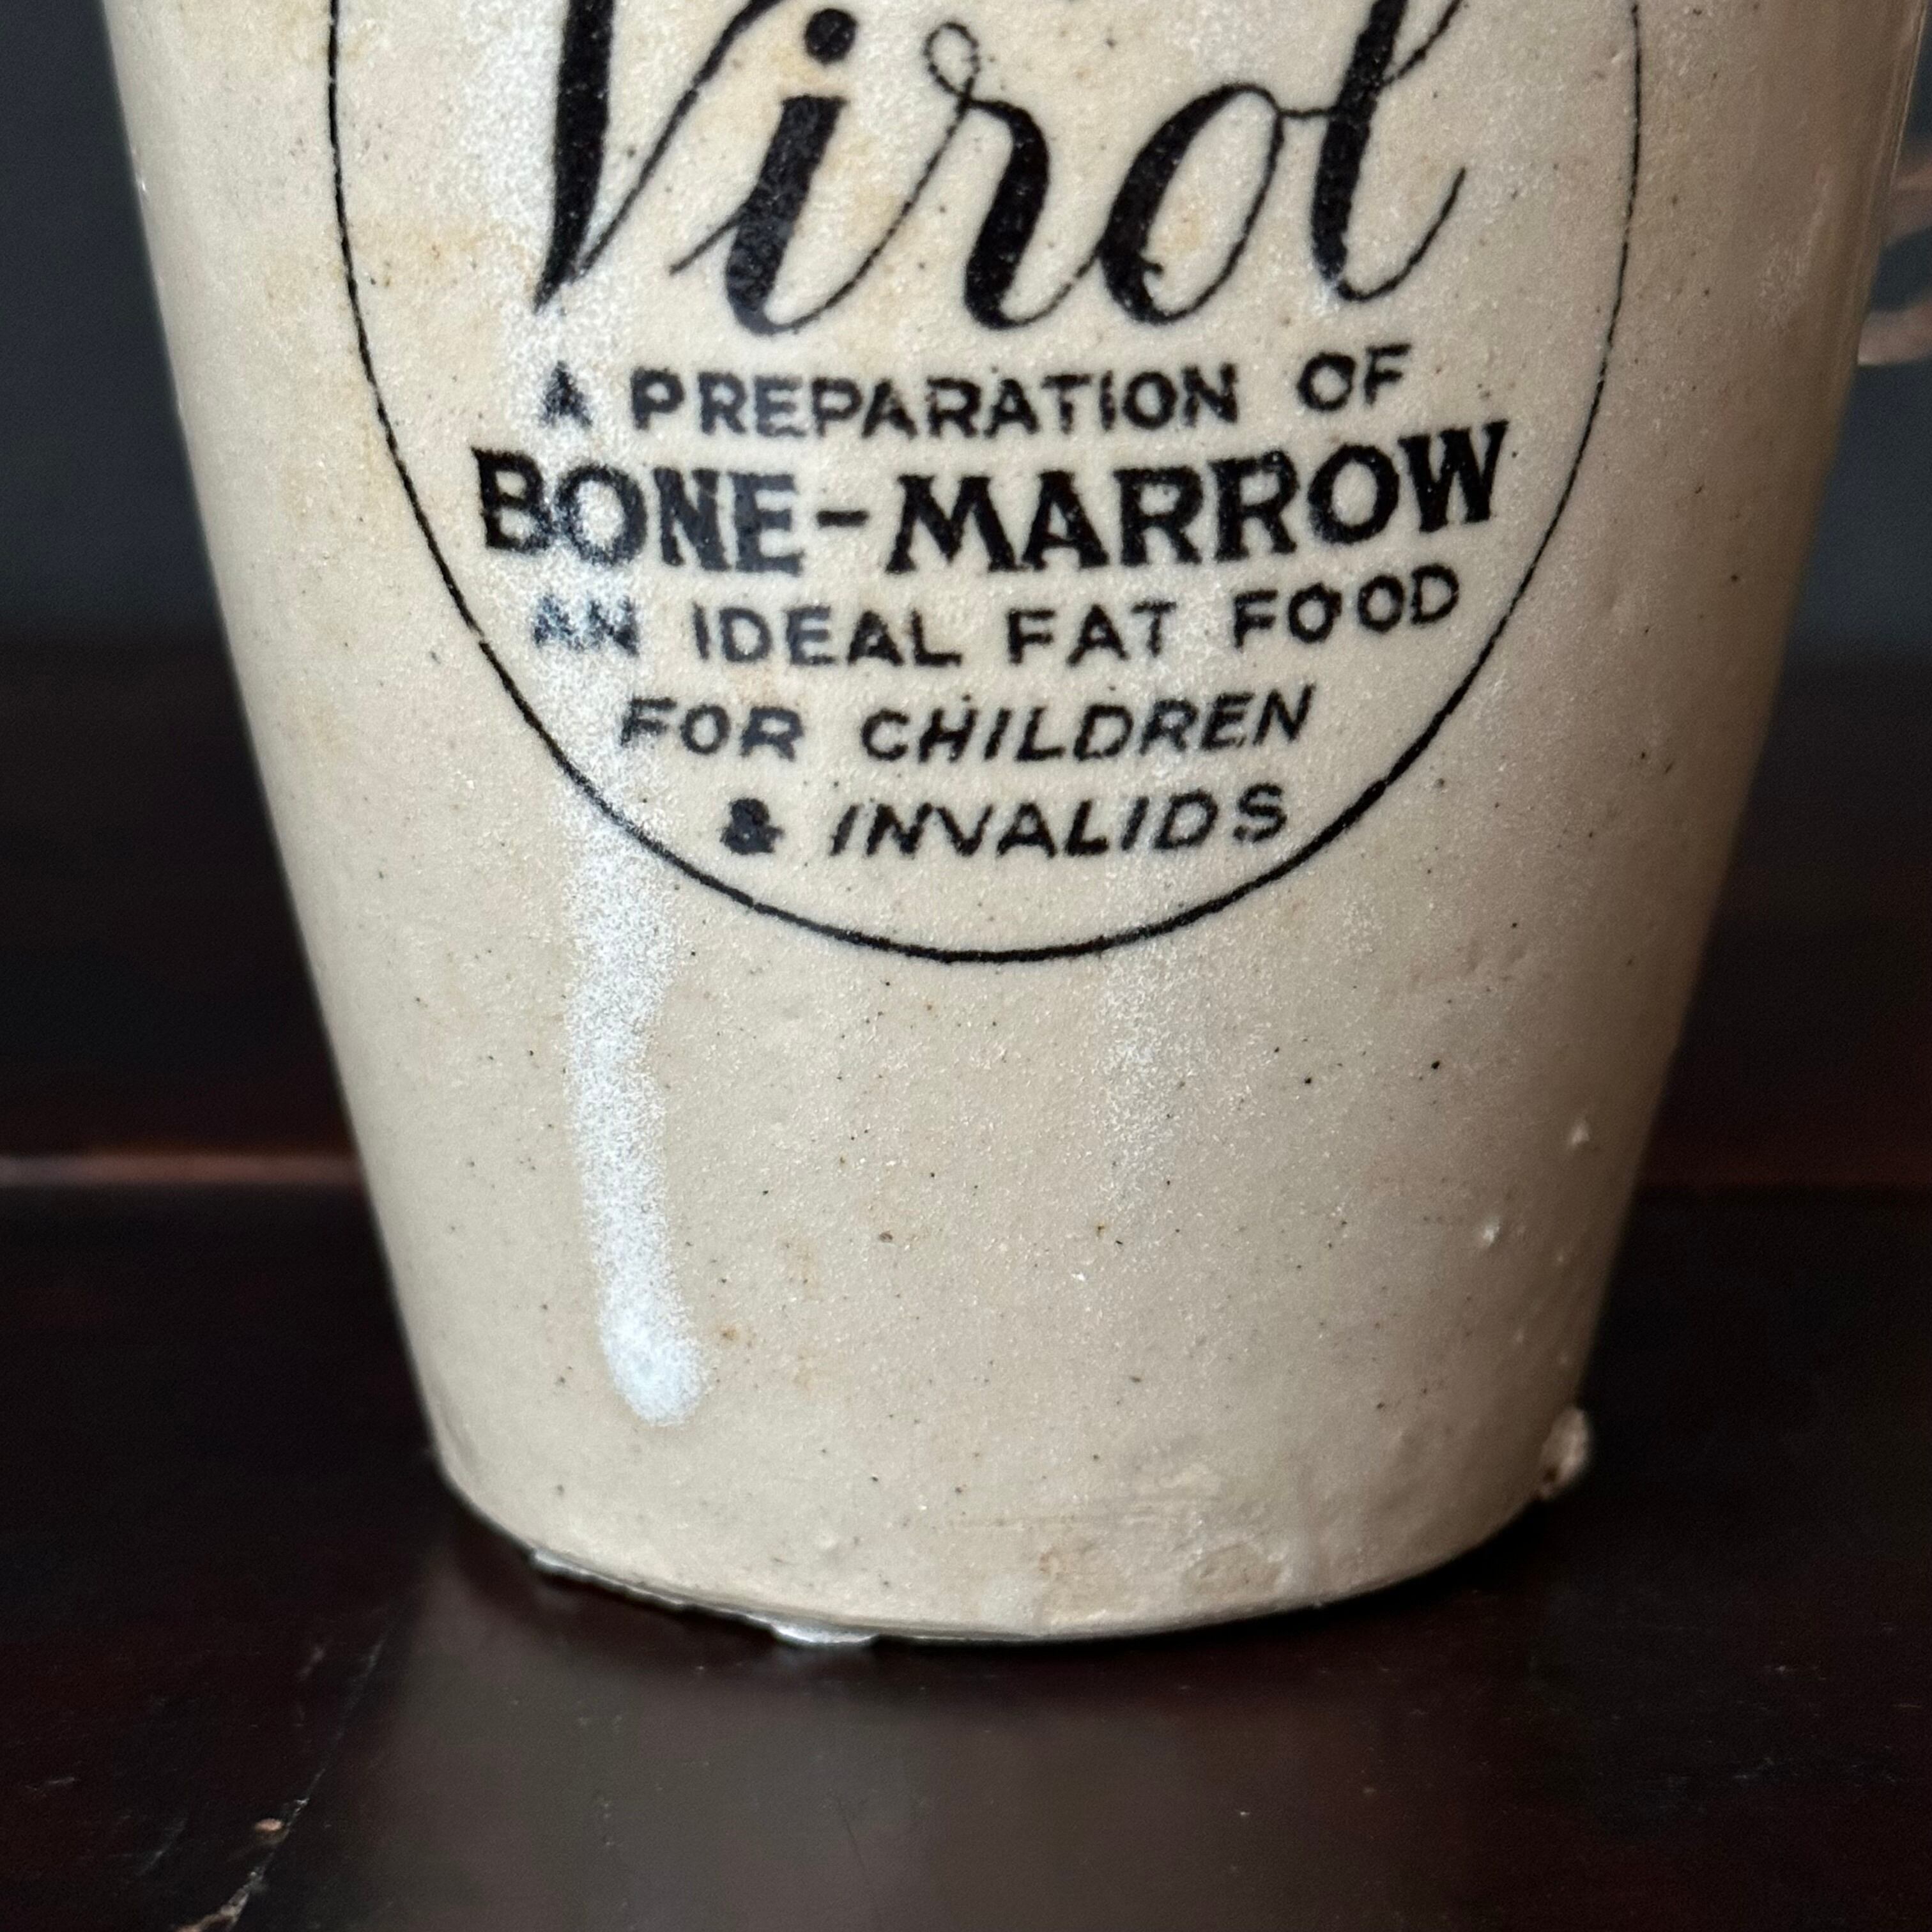 Virol
A PREPARATION OF
BONE-MARROW
AN IDEAL FAT FOOD
FOR CHILDREN
& INVALIDS